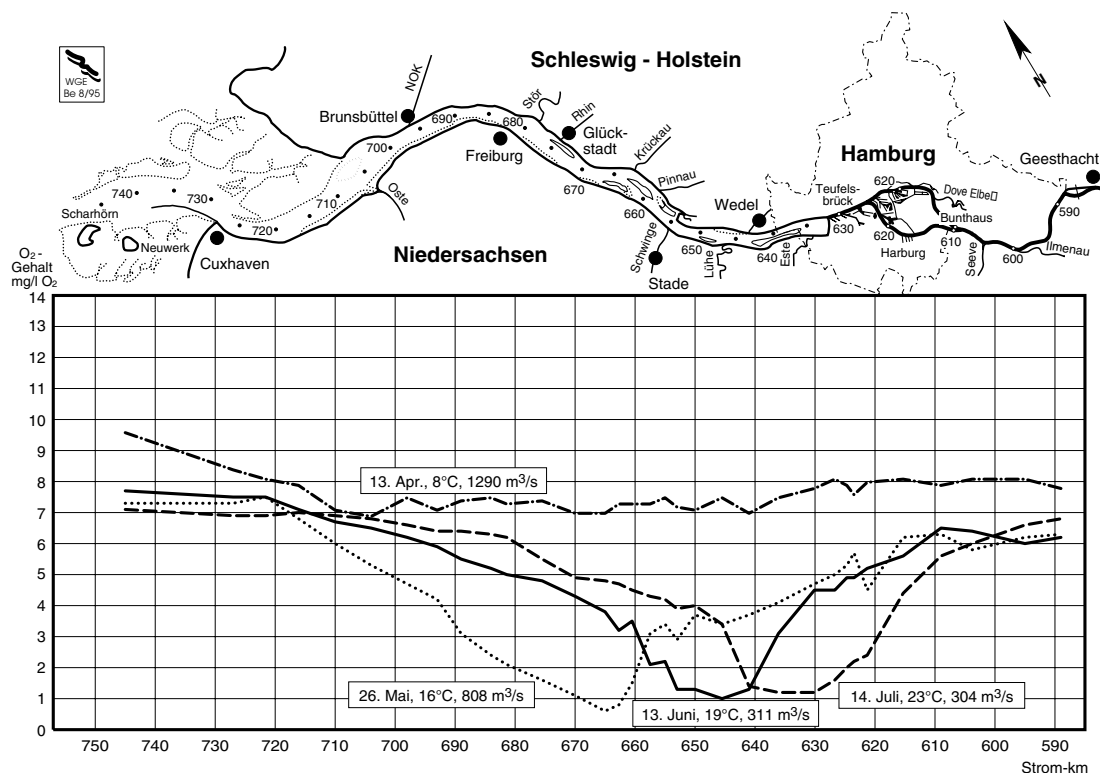 WGE
Be 8/95
Schleswig - Holstein
NOK
Brunsbüttel
Stör
Rhin
Glück-
stadt
Krückau
Pinnau
Hamburg
Geesthacht
N
690
680
700
Freiburg
670
Wedel
Teufels-
brück
620
Dove Elbe
590
740
730
710
Oste
660
Bunthaus
Scharhörn
720
Schwinge
650
Lühe
640
Este
630
620
610
Harburg
Seeve
600
Ilmenau
Neuwerk
Cuxhaven
Niedersachsen
Stade
O2-
Gehalt
mg/l O2
14
13
12
11
10
9
8
7
6
5
4
3
2
1
0
13. Apr., 8°C, 1290 m3/s
26. Mai, 16°C, 808 m3/s
13. Juni, 19°C, 311 m3/s
14. Juli, 23°C, 304 m3/s
750 740 730 720 710 700 690 680 670 660 650 640 630 620 610 600 590
Strom-km